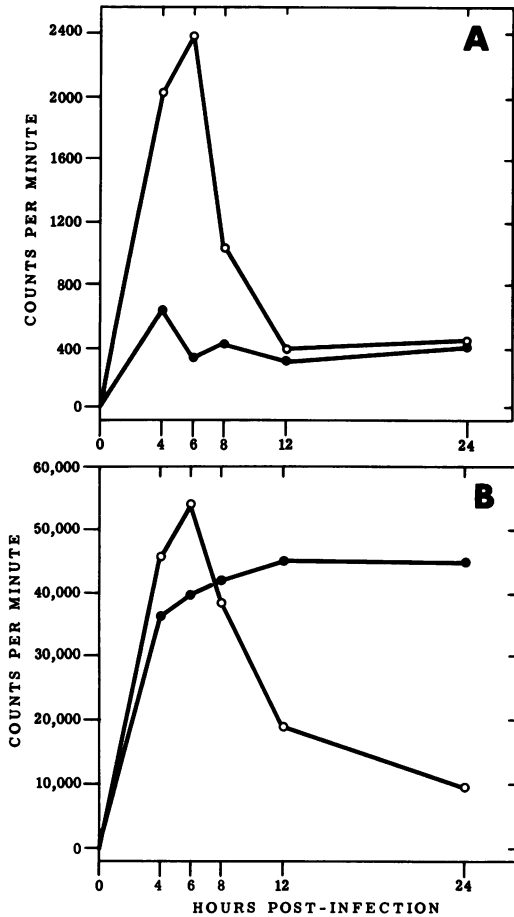 A
2400
2000
1600
1200
800
400
0
COUNTS PER MINUTE
0 4 6 8 12 24
B
60,000
50,000
40,000
30,000
20,000
10,000
0
COUNTS PER MINUTE
0 4 6 8 12 24
HOURS POST-INFECTION